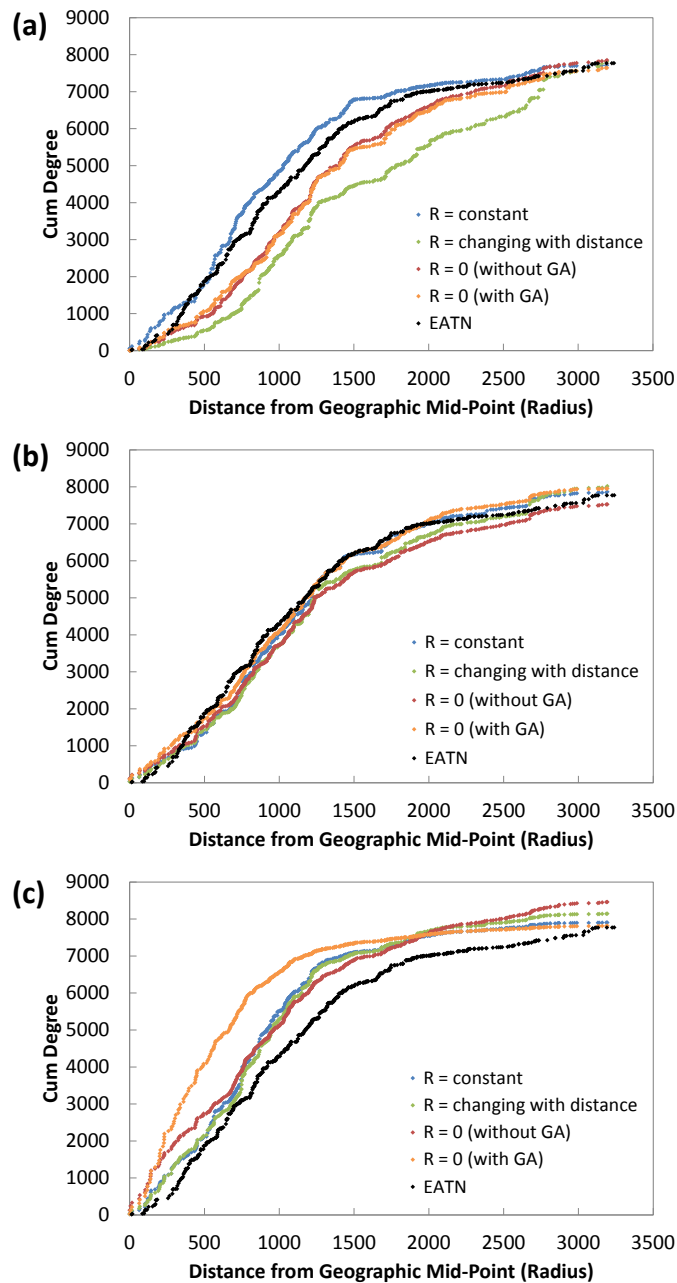 (a)
Cum Degree
9000
8000
7000
6000
5000
4000
3000
2000
1000
0
R = constant
R = changing with distance
R = 0 (without GA)
R = 0 (with GA)
EATN
0 500 1000 1500 2000 2500 3000 3500
Distance from Geographic Mid-Point (Radius)
(b)
Cum Degree
9000
8000
7000
6000
5000
4000
3000
2000
1000
0
R = constant
R = changing with distance
R = 0 (without GA)
R = 0 (with GA)
EATN
0 500 1000 1500 2000 2500 3000 3500
Distance from Geographic Mid-Point (Radius)
(c)
Cum Degree
9000
8000
7000
6000
5000
4000
3000
2000
1000
0
R = constant
R = changing with distance
R = 0 (without GA)
R = 0 (with GA)
EATN
0 500 1000 1500 2000 2500 3000 3500
Distance from Geographic Mid-Point (Radius)